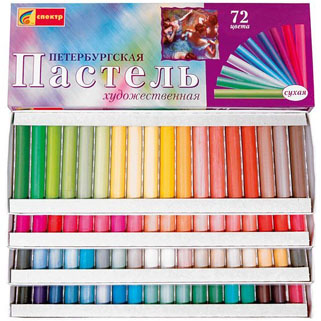 спектр
ПЕТЕРБУРГСКАЯ
Пастель
художественная
72
цвета
сухая